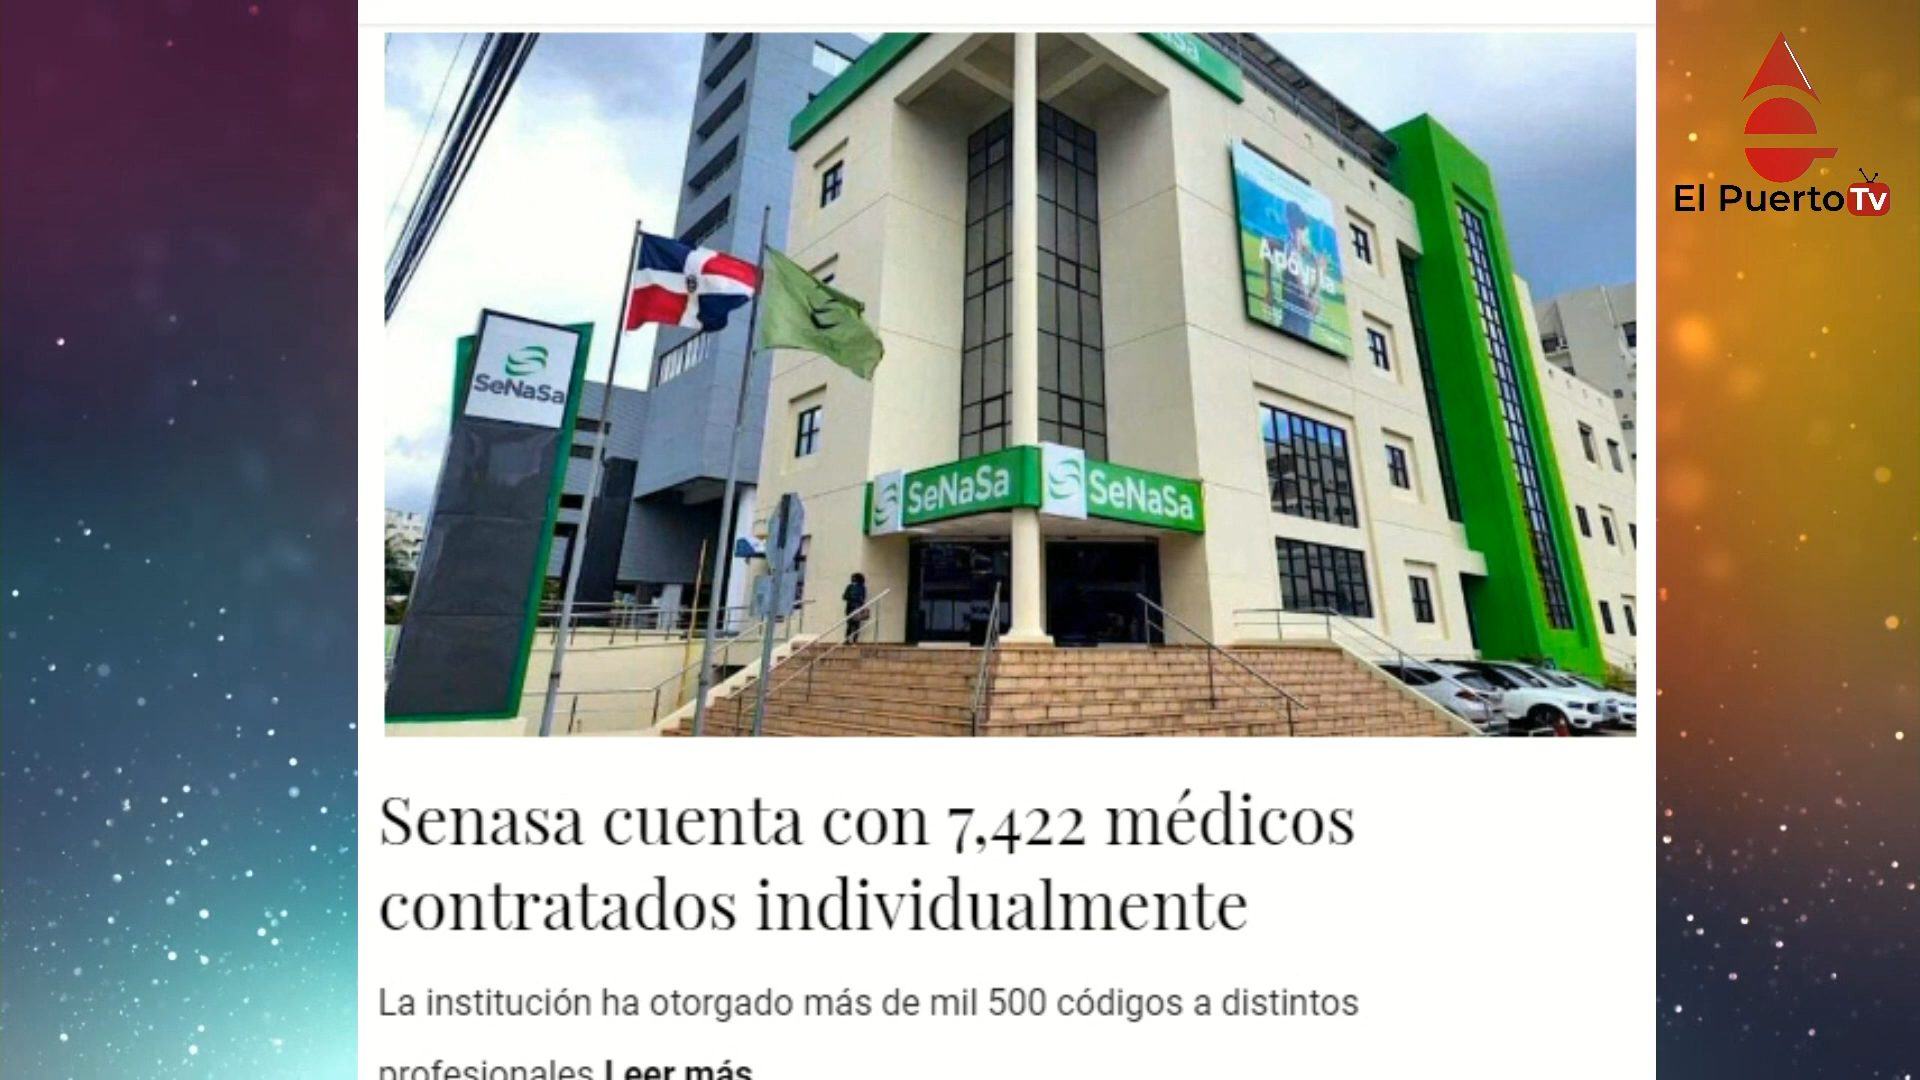 El Puerto Tv
SeNaSa
SeNaSa
SeNaSa
Senasa cuenta con 7,422 médicos
contratados individualmente
La institución ha otorgado más de mil 500 códigos a distintos
profesionales Leer más